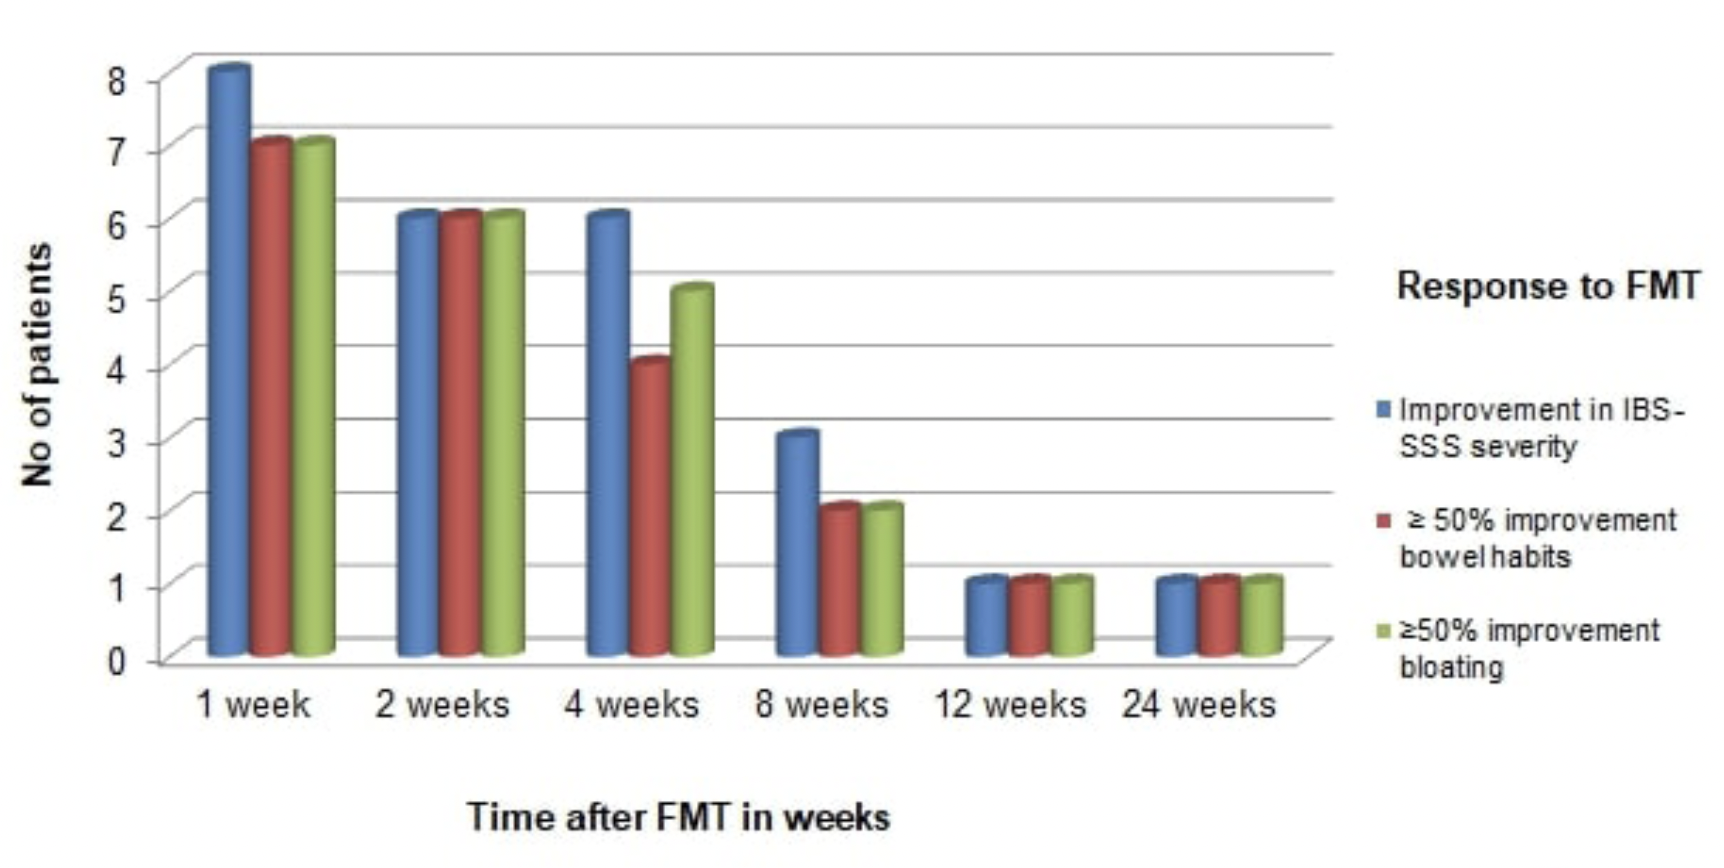 8
7
6
5
4
3
2
1
0
No of patients
1 week
2 weeks
4 weeks
8 weeks
12 weeks
24 weeks
Time after FMT in weeks
Response to FMT
Improvement in IBS-
SSS severity
≥ 50% improvement
bowel habits
≥50% improvement
bloating